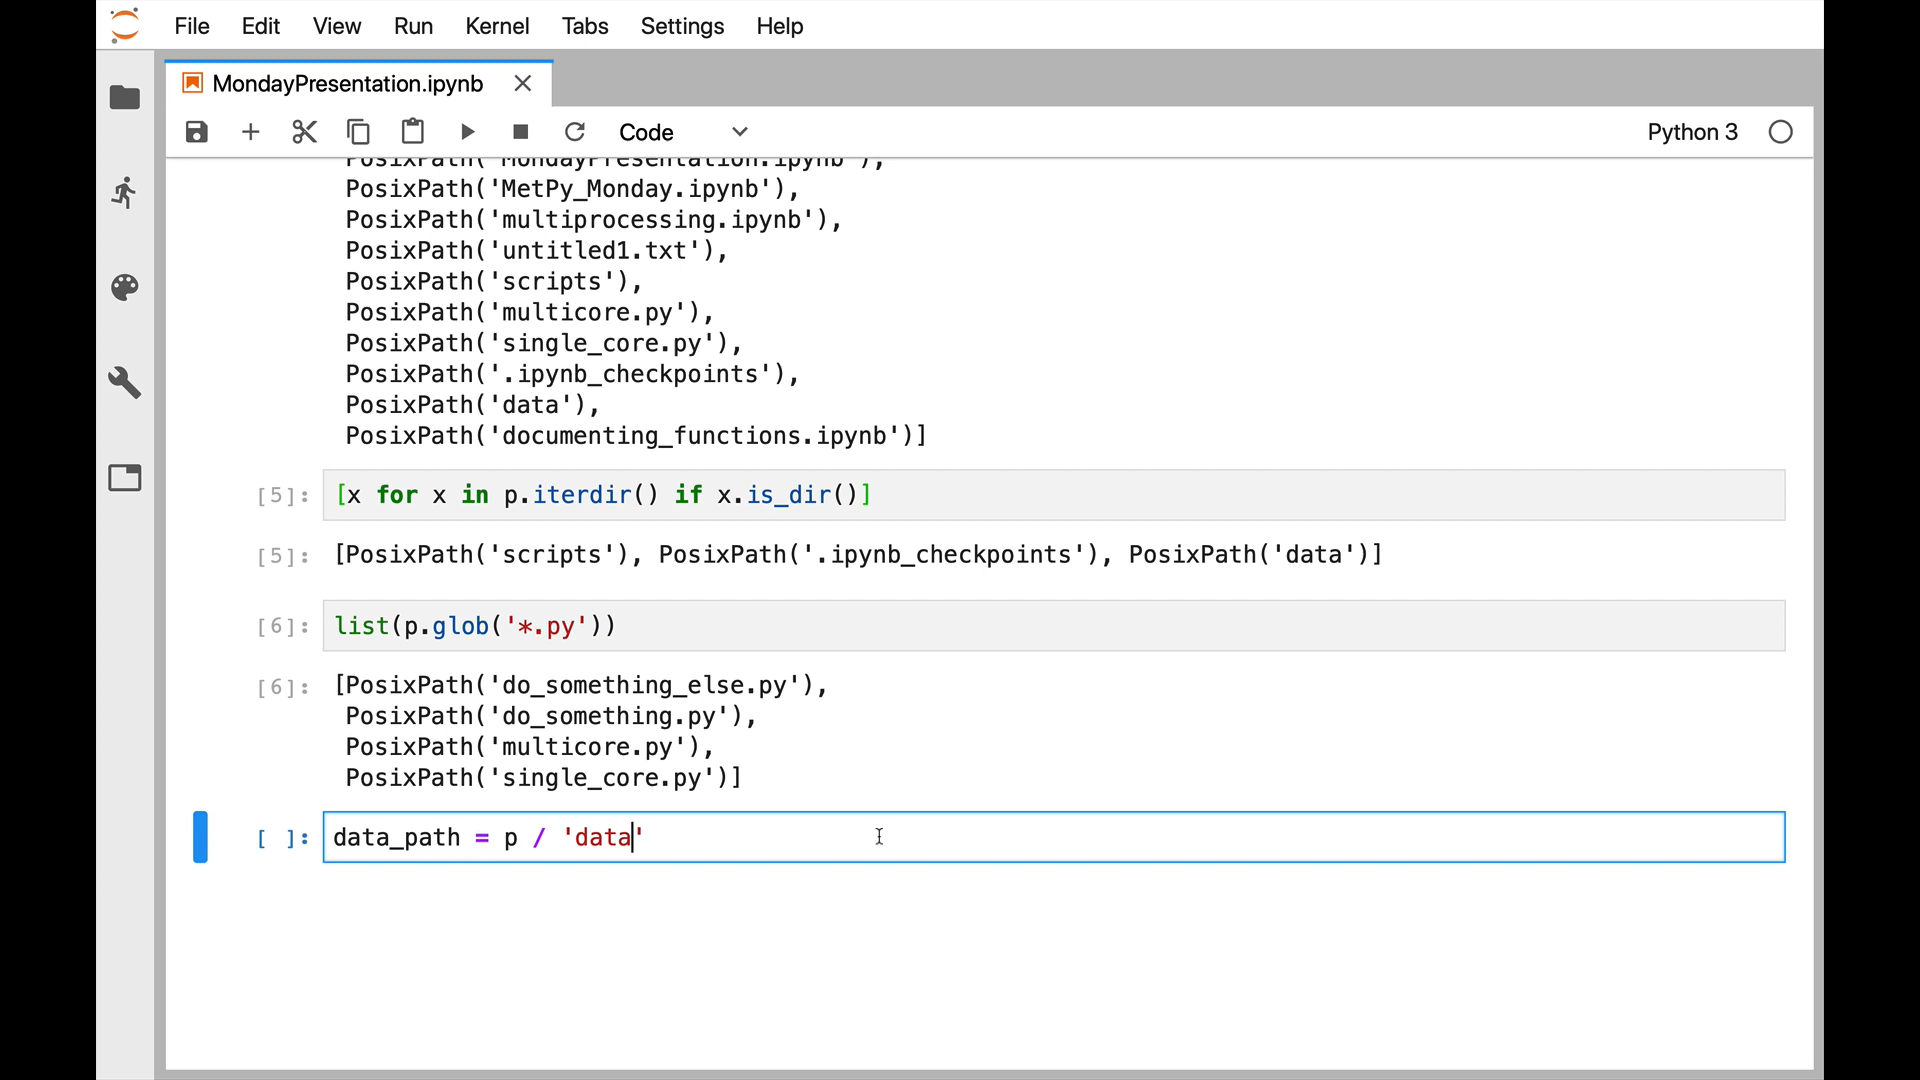 File Edit View Run Kernel Tabs Settings Help
MondayPresentation.ipynb
Code Python 3
PosixPath('MondayPresentation.ipynb'),
PosixPath('MetPy_Monday.ipynb'),
PosixPath('multiprocessing.ipynb'),
PosixPath('untitled1.txt'),
PosixPath('scripts'),
PosixPath('multicore.py'),
PosixPath('single_core.py'),
PosixPath('.ipynb_checkpoints'),
PosixPath('data'),
PosixPath('documenting_functions.ipynb')]
[5]: [x for x in p.iterdir() if x.is_dir()]
[5]: [PosixPath('scripts'), PosixPath('.ipynb_checkpoints'), PosixPath('data')]
[6]: list(p.glob('*.py'))
[6]: [PosixPath('do_something_else.py'),
PosixPath('do_something.py'),
PosixPath('multicore.py'),
PosixPath('single_core.py')]
[ ]: data_path = p / 'data'